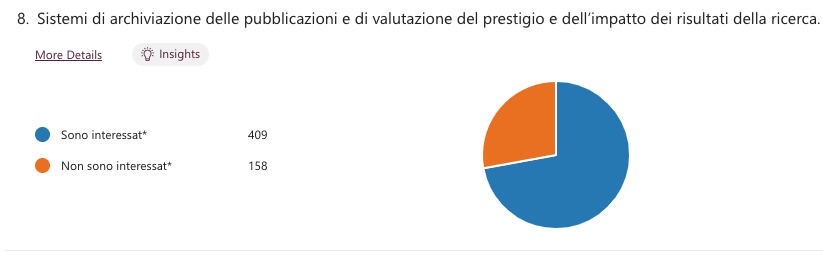 8. Sistemi di archiviazione delle pubblicazioni e di valutazione del prestigio e dell'impatto dei risultati della ricerca.
More Details Insights
Sono interessat* 409
Non sono interessat* 158